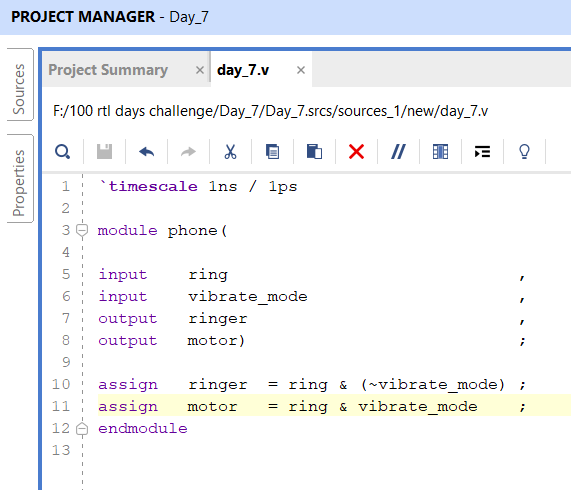 PROJECT MANAGER - Day_7
Sources
Properties
Project Summary × day_7.v ×
F:/100 rtl days challenge/Day_7/Day_7.srcs/sources_1/new/day_7.v
1 `timescale 1ns / 1ps
2
3 module phone(
4
5 input ring ,
6 input vibrate_mode ,
7 output ringer ,
8 output motor) ;
9
10 assign ringer = ring & (~vibrate_mode) ;
11 assign motor = ring & vibrate_mode ;
12 endmodule
13